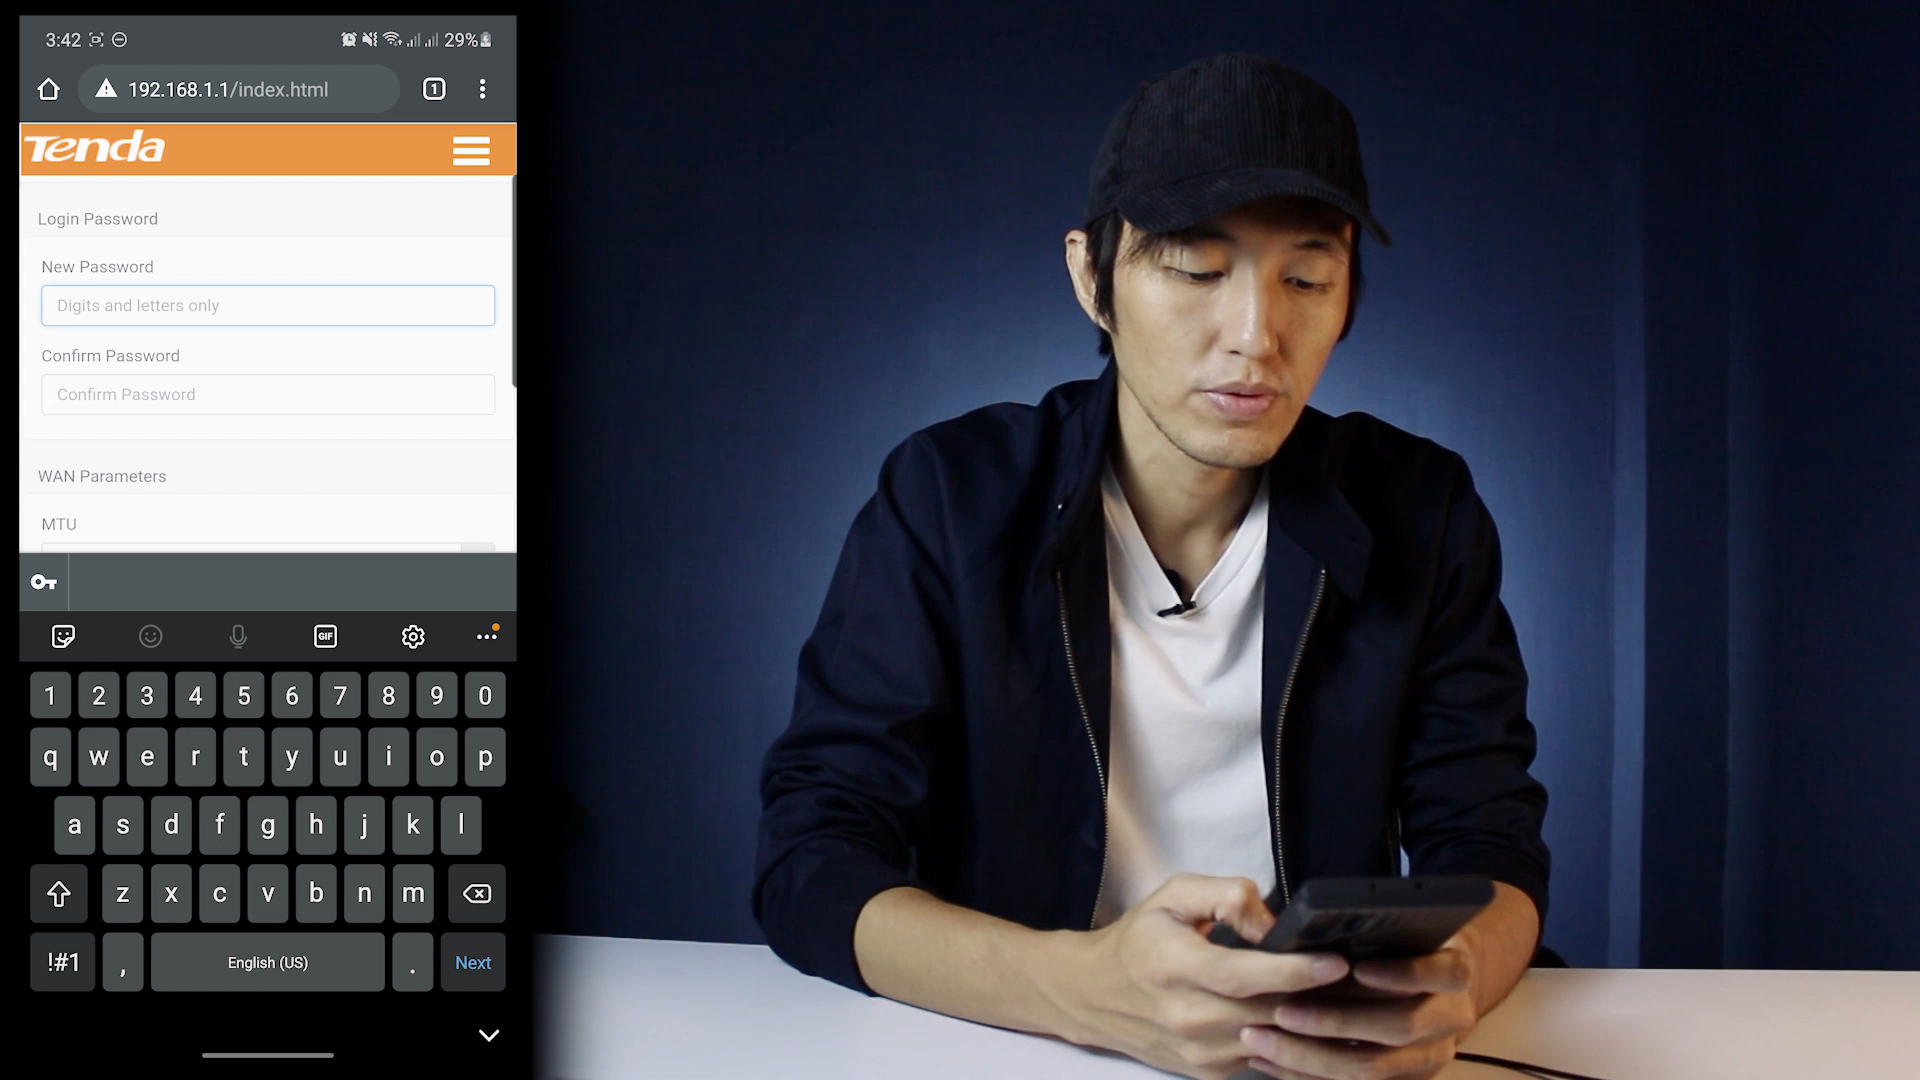 3:42 29%
192.168.1.1/index.html 1
Tenda
Login Password
New Password
Digits and letters only
Confirm Password
Confirm Password
WAN Parameters
MTU
GIF
1 2 3 4 5 6 7 8 9 0
q w e r t y u i o p
a s d f g h j k l
z x c v b n m
!#1 , English (US) . Next